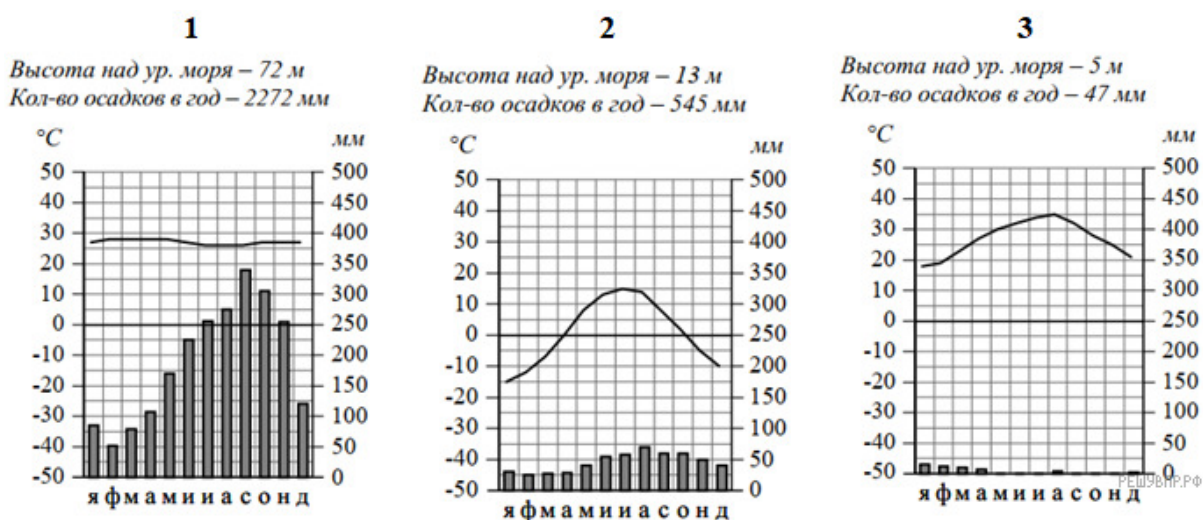 1
Высота над ур. моря – 72 м
Кол-во осадков в год – 2272 мм
°C мм
50 500
40 450
30 400
20 350
10 300
0 250
-10 200
-20 150
-30 100
-40 50
-50 0
я ф м а м и и а с о н д
2
Высота над ур. моря – 13 м
Кол-во осадков в год – 545 мм
°C мм
50 500
40 450
30 400
20 350
10 300
0 250
-10 200
-20 150
-30 100
-40 50
-50 0
я ф м а м и и а с о н д
3
Высота над ур. моря – 5 м
Кол-во осадков в год – 47 мм
°C мм
50 500
40 450
30 400
20 350
10 300
0 250
-10 200
-20 150
-30 100
-40 50
-50 0
я ф м а м и и а с о н д
РЕШУВПР.РФ